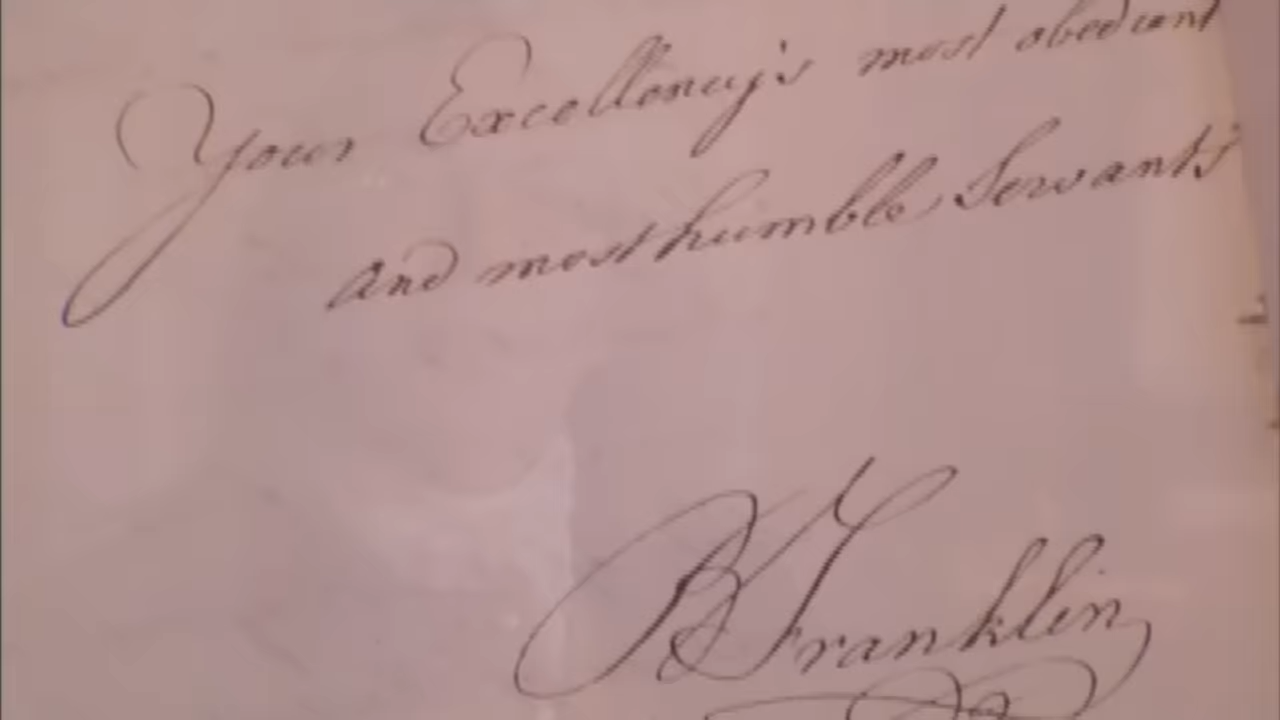 Your Excellency's most obedient
and most humble Servants
B Franklin